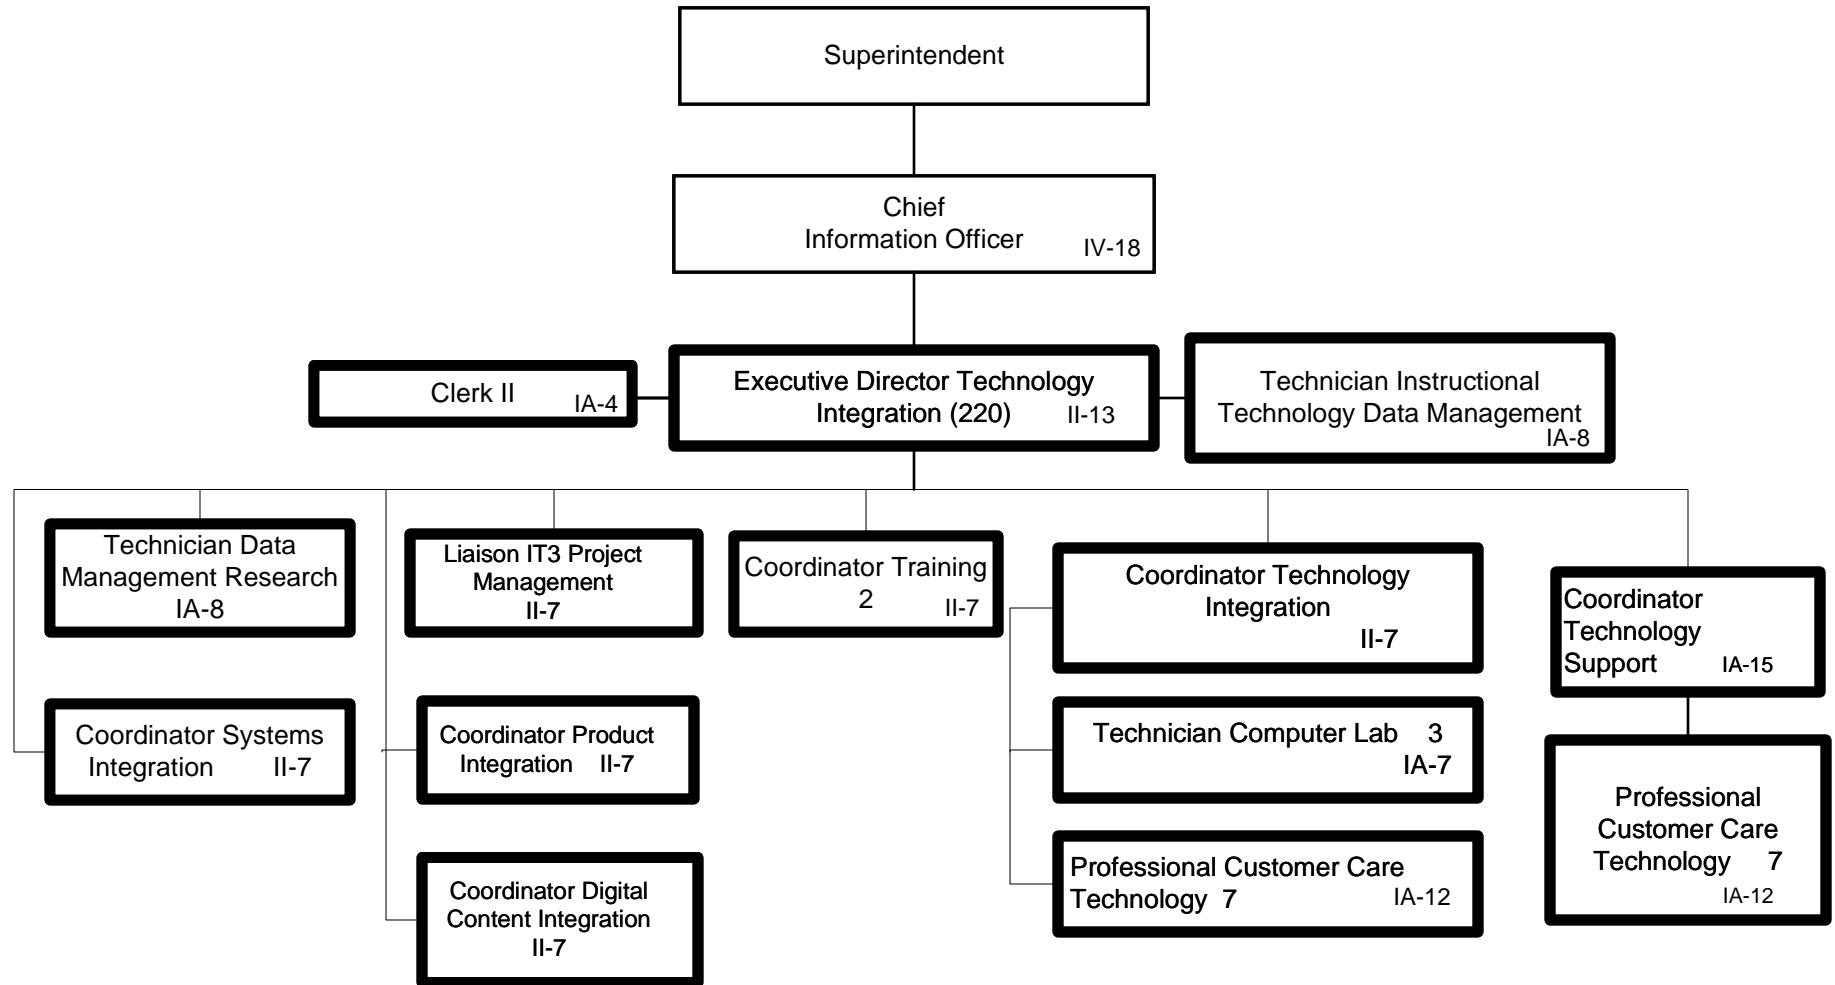 Superintendent
Chief
Information Officer IV-18
Clerk II IA-4
Executive Director Technology
Integration (220) II-13
Technician Instructional
Technology Data Management
IA-8
Technician Data
Management Research
IA-8
Liaison IT3 Project
Management
II-7
Coordinator Training
2 II-7
Coordinator Technology
Integration
II-7
Coordinator
Technology
Support IA-15
Coordinator Systems
Integration II-7
Coordinator Product
Integration II-7
Technician Computer Lab 3
IA-7
Professional
Customer Care
Technology 7
IA-12
Coordinator Digital
Content Integration
II-7
Professional Customer Care
Technology 7 IA-12